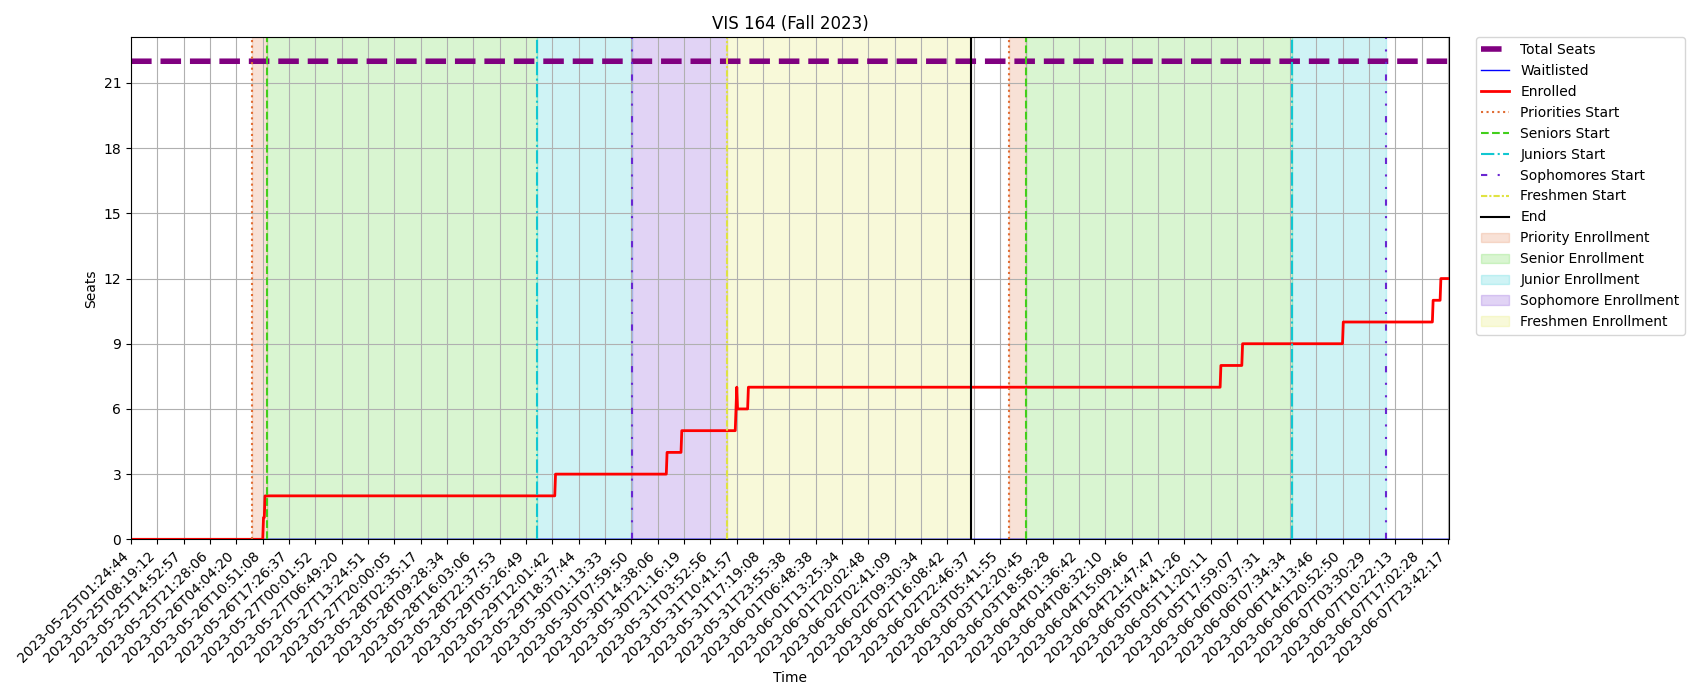 VIS 164 (Fall 2023)
Seats
21
18
15
12
9
6
3
0
2023-05-25T01:24:44
2023-05-25T08:19:12
2023-05-25T14:52:57
2023-05-25T21:28:06
2023-05-26T04:04:20
2023-05-26T10:51:08
2023-05-26T17:26:37
2023-05-27T00:01:52
2023-05-27T06:49:20
2023-05-27T13:24:51
2023-05-27T20:00:05
2023-05-28T02:35:17
2023-05-28T09:28:34
2023-05-28T16:03:06
2023-05-28T22:37:53
2023-05-29T05:26:49
2023-05-29T12:01:42
2023-05-29T18:37:44
2023-05-30T01:13:33
2023-05-30T07:59:50
2023-05-30T14:38:06
2023-05-30T21:16:19
2023-05-31T03:52:56
2023-05-31T10:41:57
2023-05-31T17:19:08
2023-05-31T23:55:38
2023-06-01T06:48:38
2023-06-01T13:25:34
2023-06-01T20:02:48
2023-06-02T02:41:09
2023-06-02T09:30:34
2023-06-02T16:08:42
2023-06-02T22:46:37
2023-06-03T05:41:55
2023-06-03T12:20:45
2023-06-03T18:58:28
2023-06-04T01:36:42
2023-06-04T08:32:10
2023-06-04T15:09:46
2023-06-04T21:47:47
2023-06-05T04:41:26
2023-06-05T11:20:11
2023-06-05T17:59:07
2023-06-06T00:37:31
2023-06-06T07:34:34
2023-06-06T14:13:46
2023-06-06T20:52:50
2023-06-07T03:30:29
2023-06-07T10:22:13
2023-06-07T17:02:28
2023-06-07T23:42:17
Time
Total Seats
Waitlisted
Enrolled
Priorities Start
Seniors Start
Juniors Start
Sophomores Start
Freshmen Start
End
Priority Enrollment
Senior Enrollment
Junior Enrollment
Sophomore Enrollment
Freshmen Enrollment